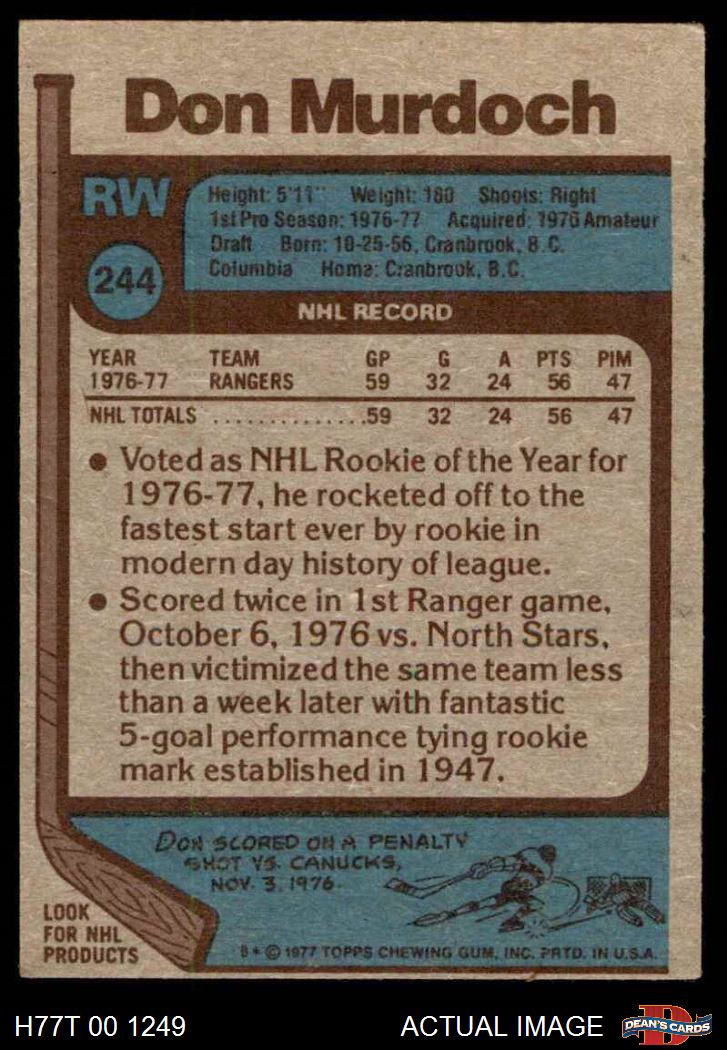 Don Murdoch
RW
Height: 5'11" Weight: 180 Shoots: Right
1st Pro Season: 1976-77 Acquired: 1976 Amateur
Draft Born: 10-25-56, Cranbrook, B.C.
Columbia Home: Cranbrook, B.C.
244
NHL RECORD
YEAR TEAM GP G A PTS PIM
1976-77 RANGERS 59 32 24 56 47
NHL TOTALS ..............59 32 24 56 47
● Voted as NHL Rookie of the Year for
1976-77, he rocketed off to the
fastest start ever by rookie in
modern day history of league.
● Scored twice in 1st Ranger game,
October 6, 1976 vs. North Stars,
then victimized the same team less
than a week later with fantastic
5-goal performance tying rookie
mark established in 1947.
DON SCORED ON A PENALTY
SHOT VS. CANUCKS,
NOV. 3, 1976.
LOOK
FOR NHL
PRODUCTS
B * © 1977 TOPPS CHEWING GUM, INC. PRTD. IN U.S.A.
H77T 00 1249 ACTUAL IMAGE
D
DEAN'S CARDS